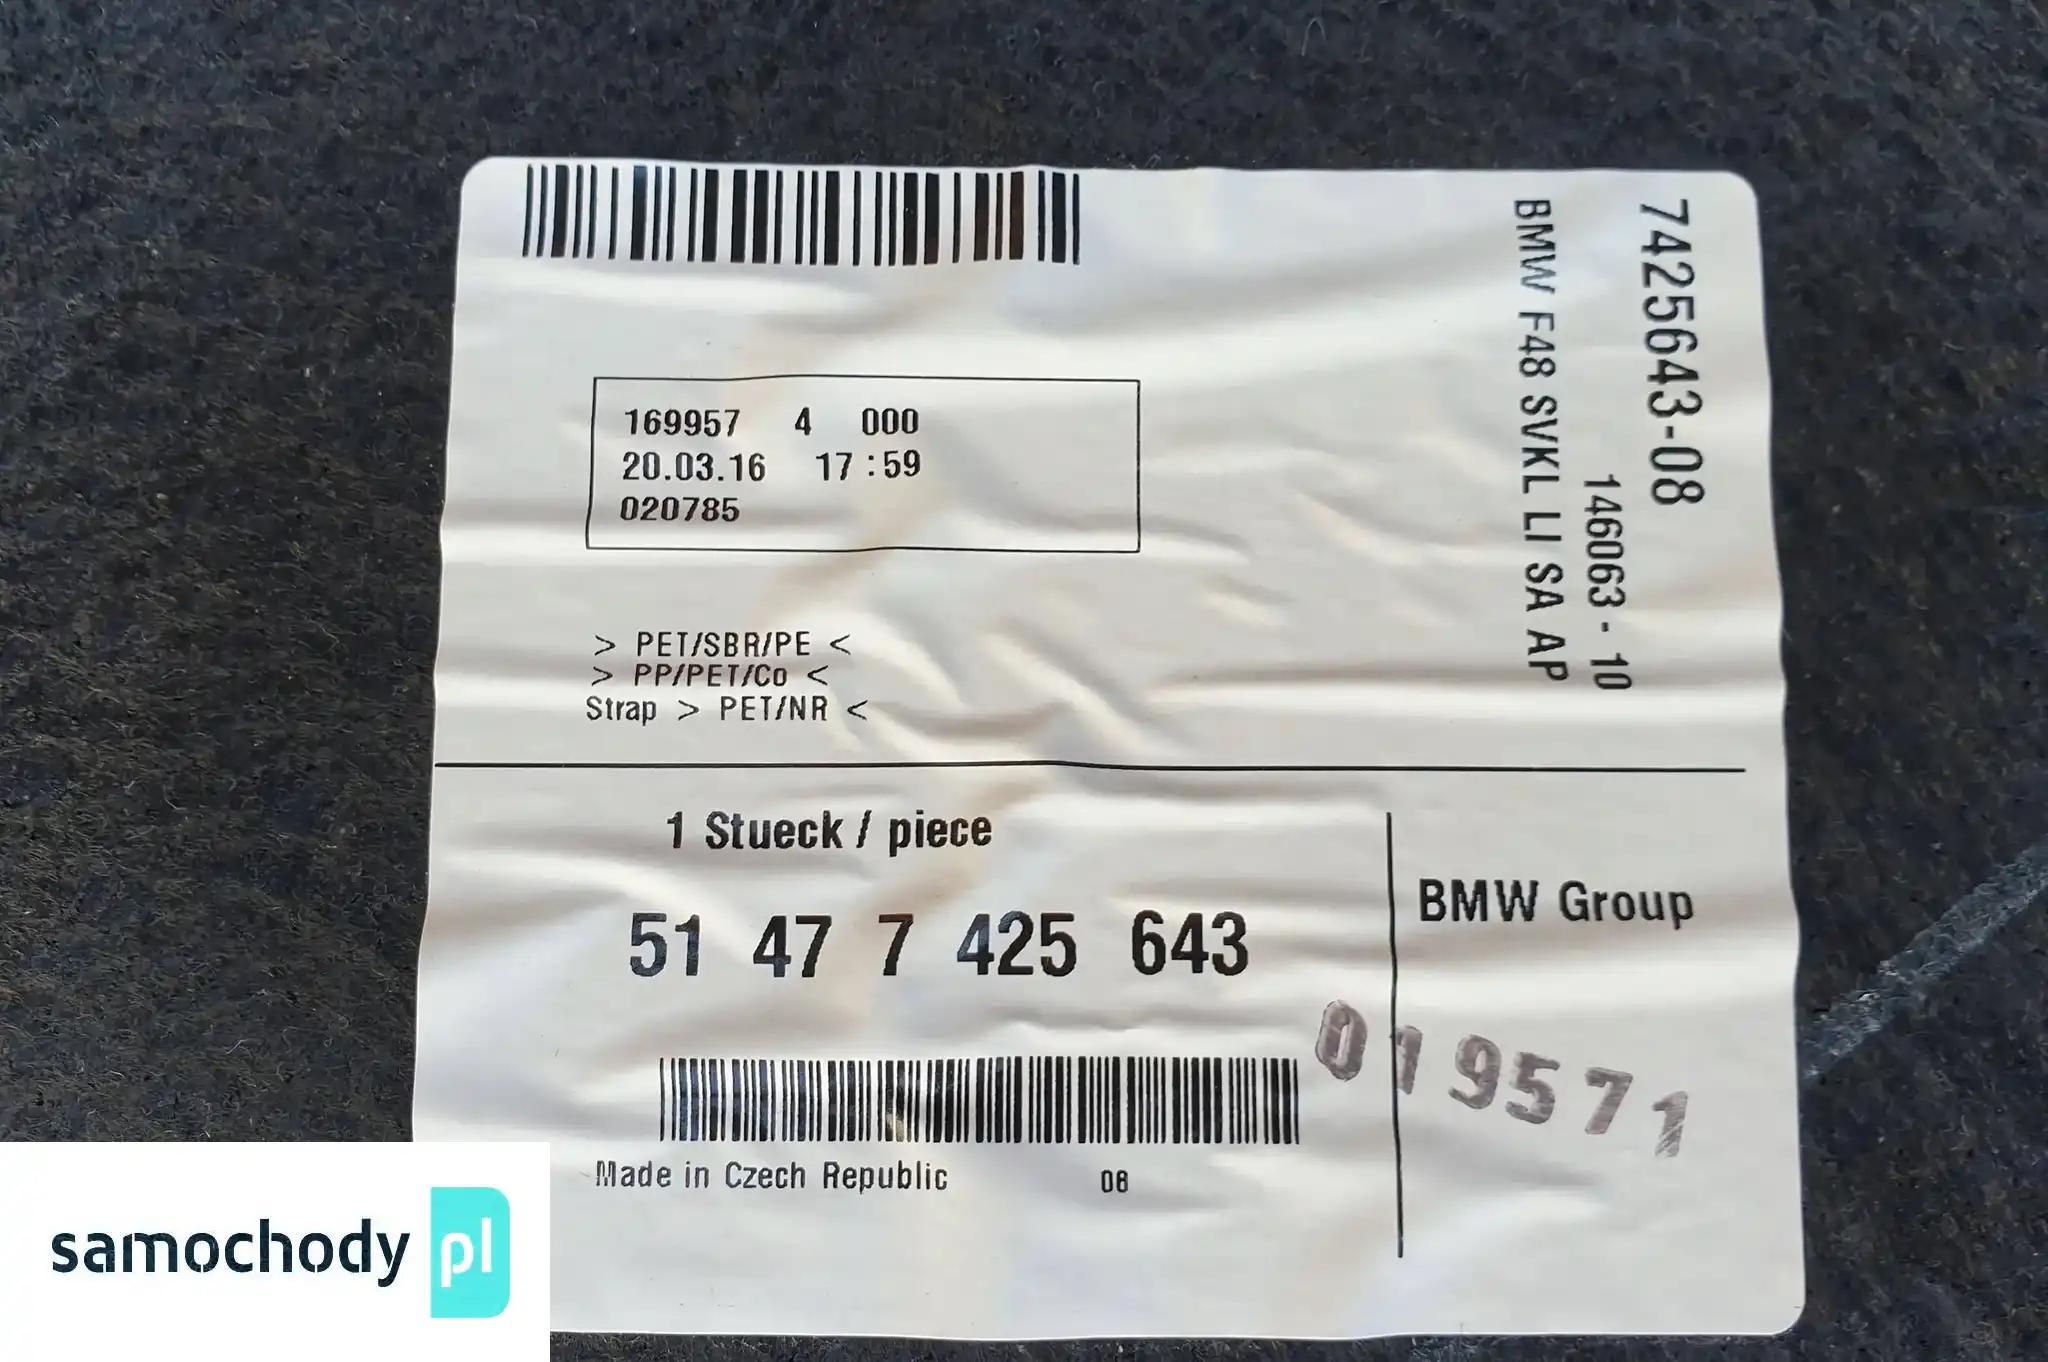 169957 4 000
20.03.16 17:59
020785
> PET/SBR/PE <
> PP/PET/Co <
Strap > PET/NR <
7425643-08
146063 - 10
BMW F48 SVKL LI SA AP
1 Stueck / piece
51 47 7 425 643
BMW Group
019571
Made in Czech Republic 08
samochody pl